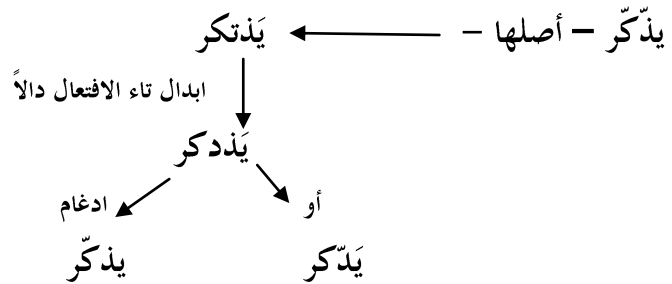 يذّكّر – أصلها – يَذتكر
ابدال تاء الافتعال دالاً
يَذدكر
أو ادغام
يَدّكر يذكّر